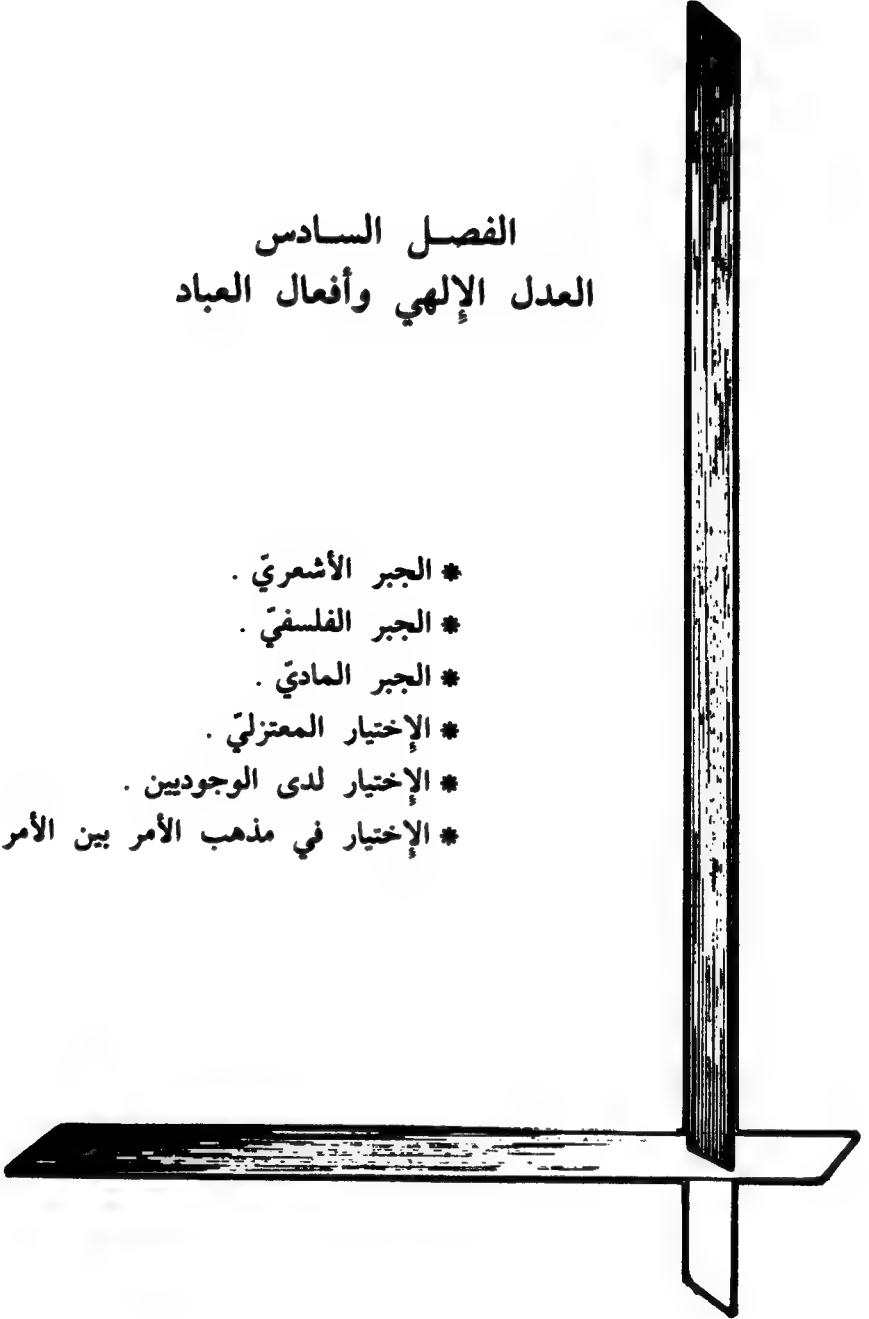 الفصل السادس
العدل الإلهي وأفعال العباد
* الجبر الأشعريّ .
* الجبر الفلسفيّ .
* الجبر الماديّ .
* الإختيار المعتزليّ .
* الإختيار لدى الوجوديين .
* الإختيار في مذهب الأمر بين الأمر